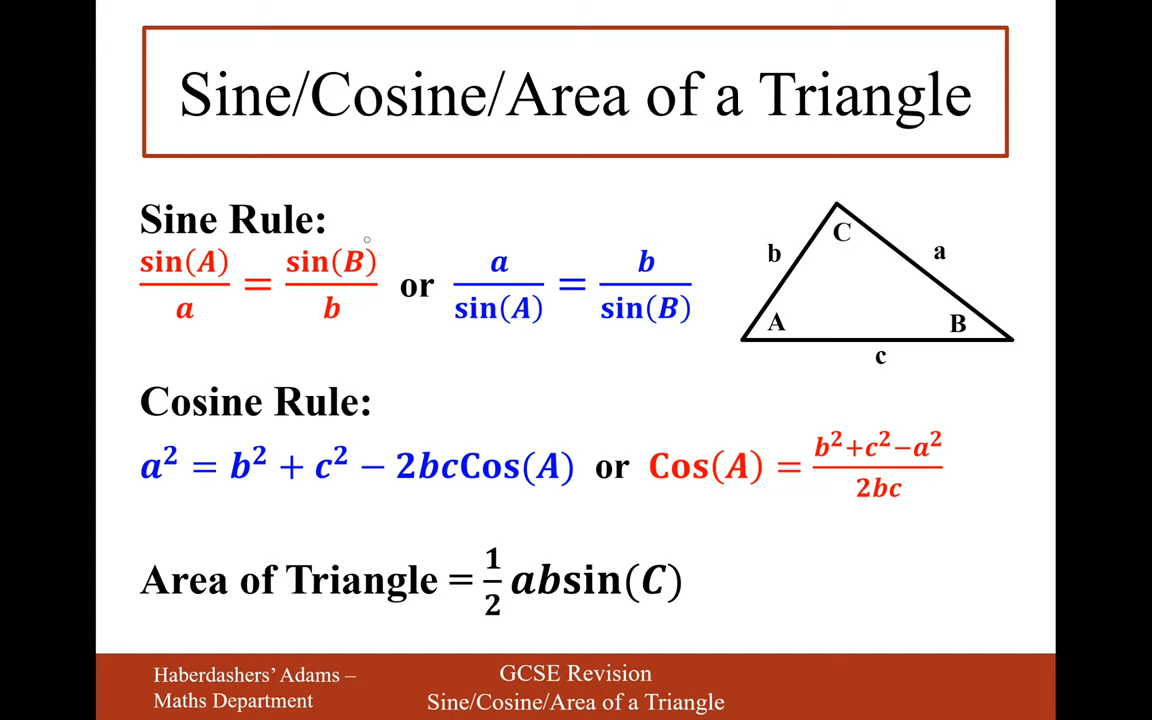 Sine/Cosine/Area of a Triangle
Sine Rule:
sin(A)/a = sin(B)/b or a/sin(A) = b/sin(B)
C
b
a
A
B
c
Cosine Rule:
a² = b² + c² − 2bcCos(A) or Cos(A) = b²+c²−a²/2bc
Area of Triangle = 1/2 absin(C)
Haberdashers’ Adams –
Maths Department
GCSE Revision
Sine/Cosine/Area of a Triangle